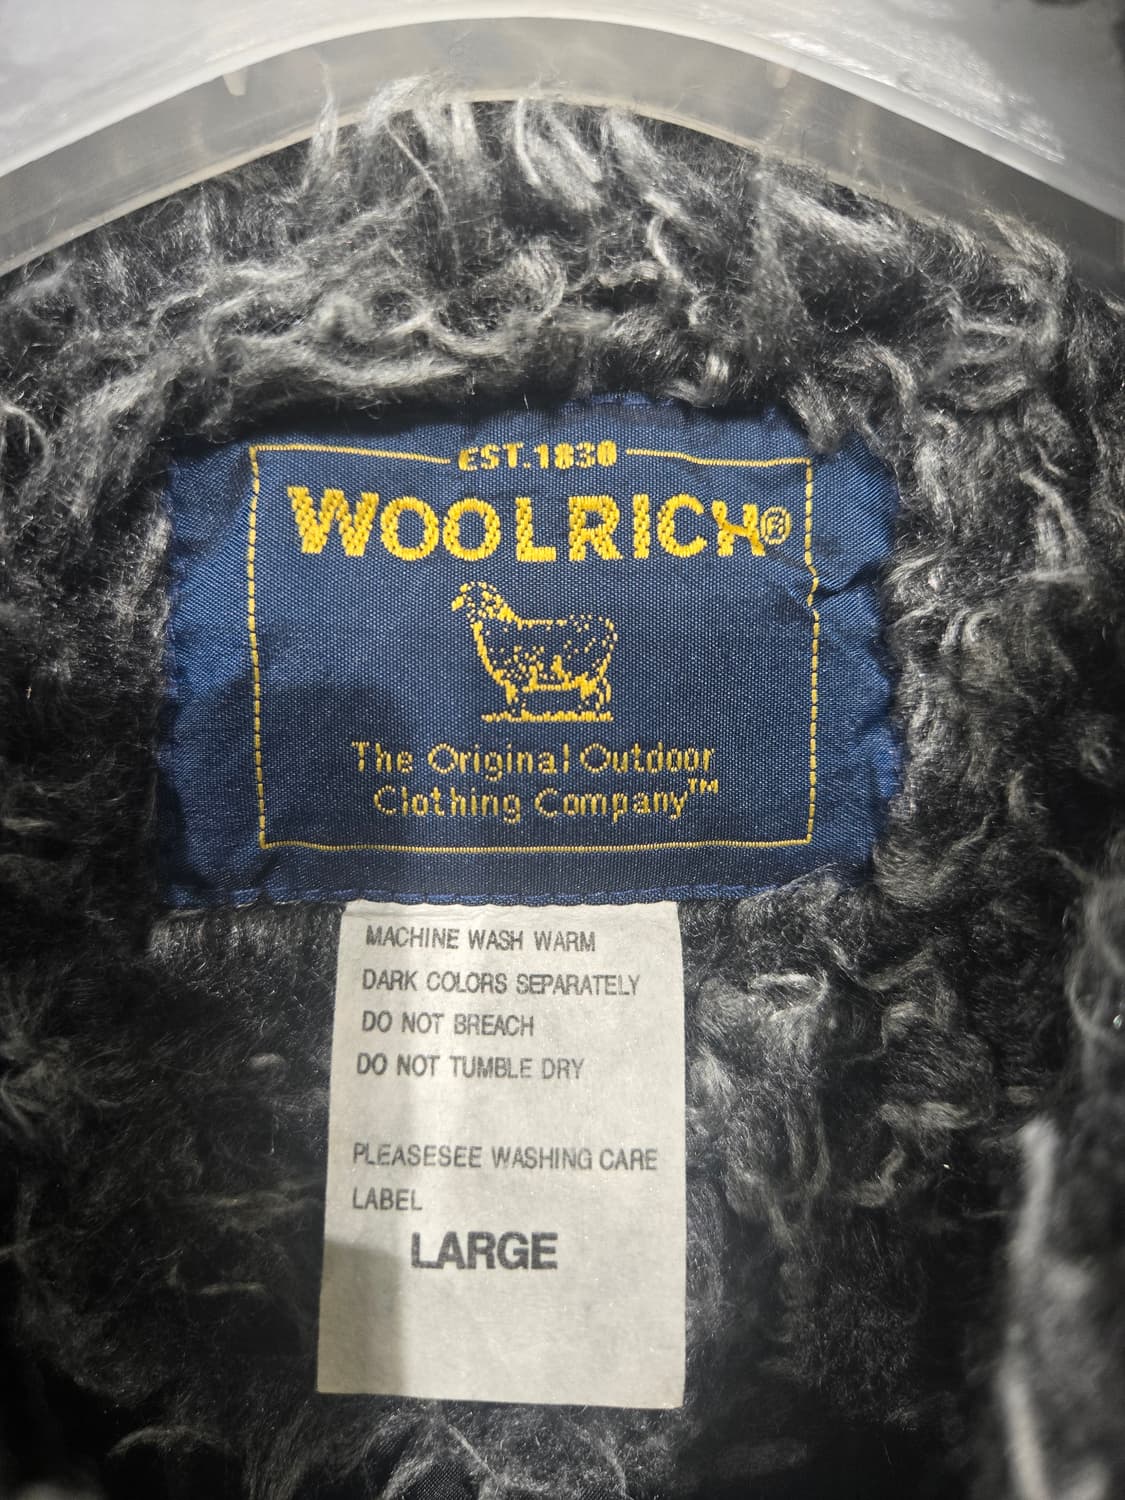 EST. 1830
WOOLRICH®
The Original Outdoor
Clothing Company™
MACHINE WASH WARM
DARK COLORS SEPARATELY
DO NOT BREACH
DO NOT TUMBLE DRY
PLEASESEE WASHING CARE
LABEL
LARGE